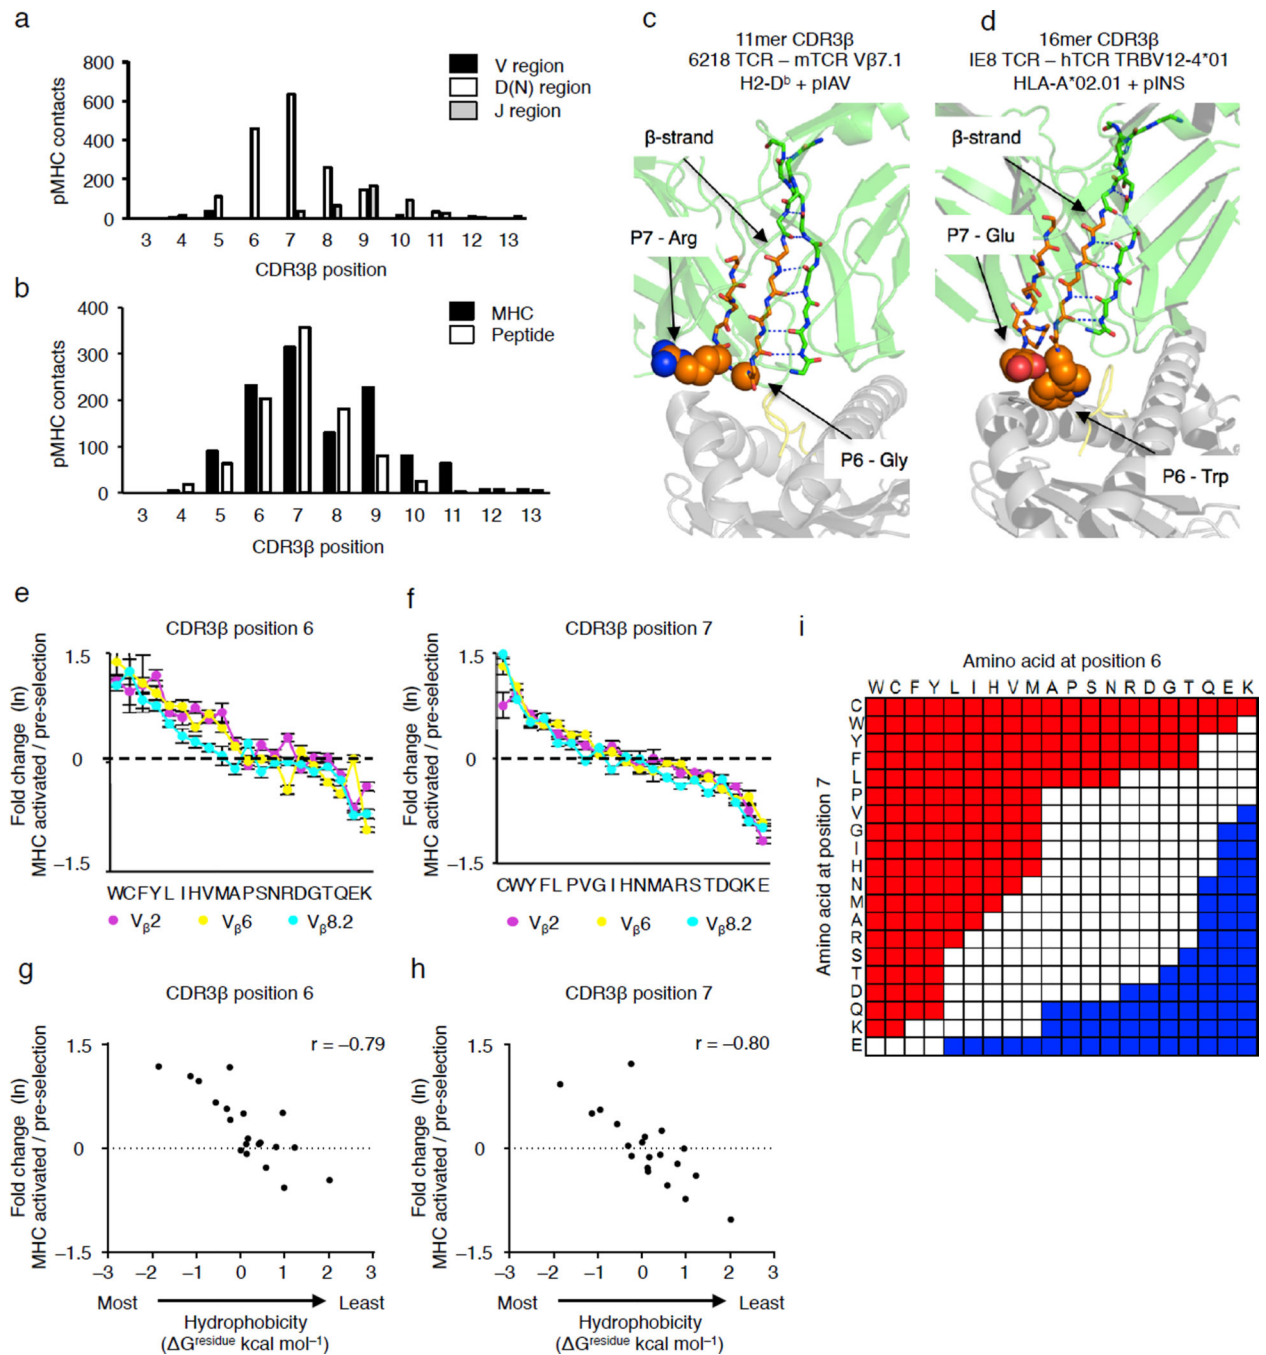 a
800
600
400
200
0
pMHC contacts
V region
D(N) region
J region
3 4 5 6 7 8 9 10 11 12 13
CDR3β position
b
400
300
200
100
0
pMHC contacts
MHC
Peptide
3 4 5 6 7 8 9 10 11 12 13
CDR3β position
c
11mer CDR3β
6218 TCR – mTCR Vβ7.1
H2-Dᵇ + pIAV
β-strand
P7 - Arg
P6 - Gly
d
16mer CDR3β
IE8 TCR – hTCR TRBV12-4*01
HLA-A*02.01 + pINS
β-strand
P7 - Glu
P6 - Trp
e
CDR3β position 6
1.5
0
−1.5
Fold change (ln)
MHC activated / pre-selection
WCFYL IHVMAPSNRDGTQEK
Vβ2 Vβ6 Vβ8.2
f
CDR3β position 7
1.5
0
−1.5
Fold change (ln)
MHC activated / pre-selection
CWYFLPVGIHNMARSTDQKE
Vβ2 Vβ6 Vβ8.2
g
CDR3β position 6
r = −0.79
1.5
0
−1.5
Fold change (ln)
MHC activated / pre-selection
−3 −2 −1 0 1 2 3
Most Least
Hydrophobicity
(ΔGʳᵉˢⁱᵈᵘᵉ kcal mol⁻¹)
h
CDR3β position 7
r = −0.80
1.5
0
−1.5
Fold change (ln)
MHC activated / pre-selection
−3 −2 −1 0 1 2 3
Most Least
Hydrophobicity
(ΔGʳᵉˢⁱᵈᵘᵉ kcal mol⁻¹)
i
Amino acid at position 6
W C F Y L I H V M A P S N R D G T Q E K
Amino acid at position 7
C
W
Y
F
L
P
V
G
I
H
N
M
A
R
S
T
D
Q
K
E